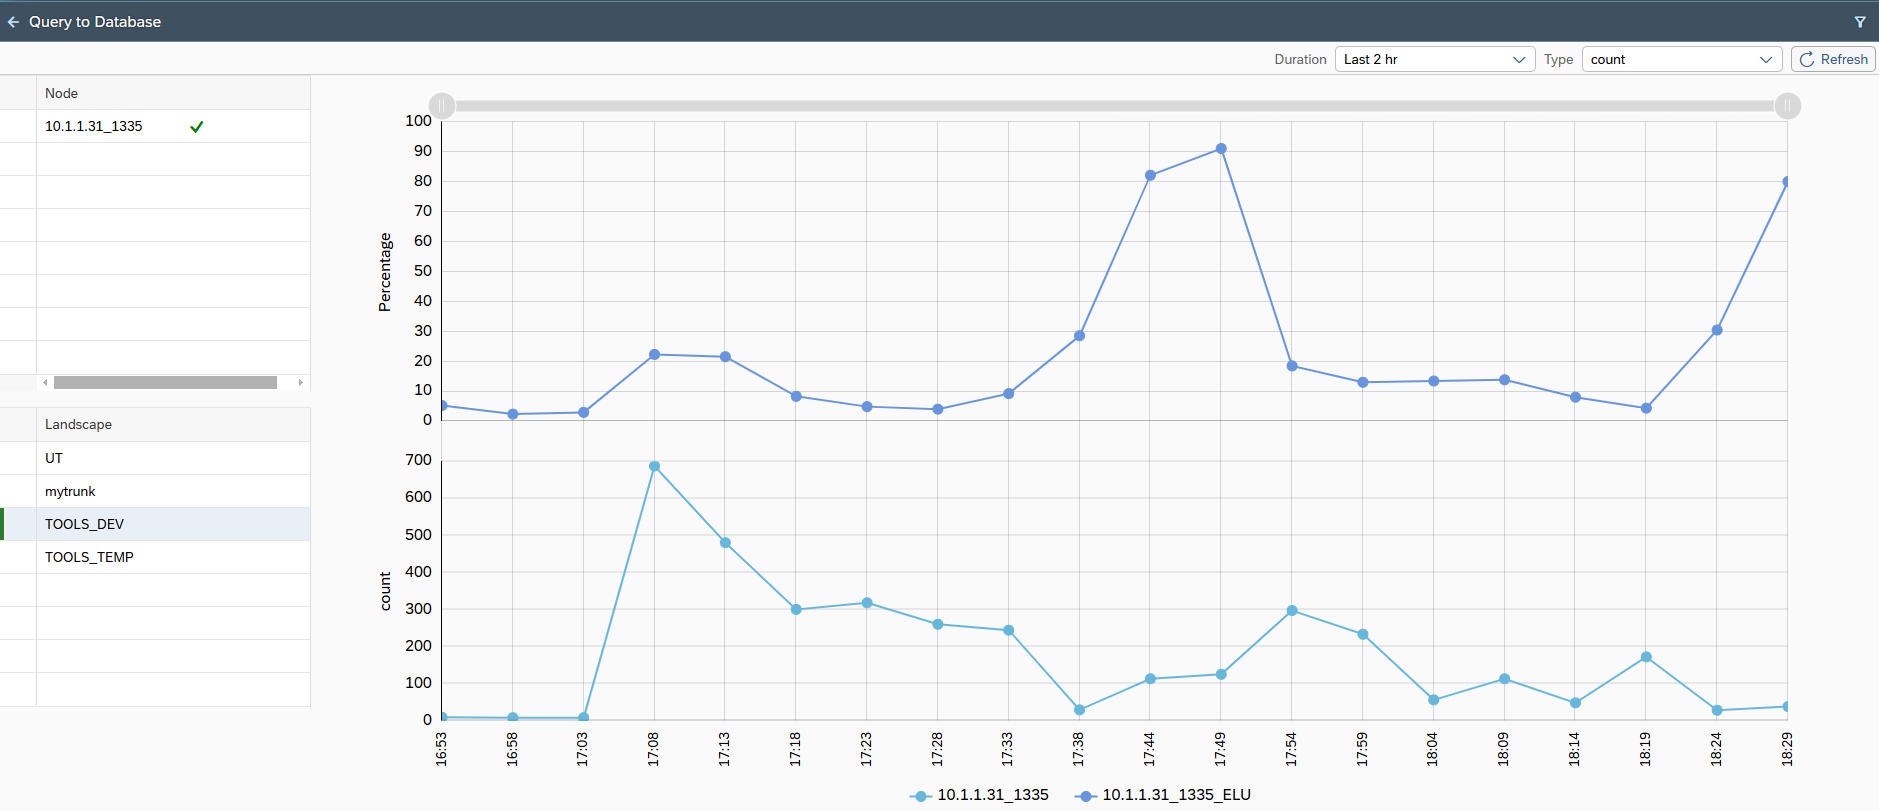 Query to Database
Duration Last 2 hr Type count Refresh
Node
10.1.1.31_1335
Landscape
UT
mytrunk
TOOLS_DEV
TOOLS_TEMP
Percentage
100
90
80
70
60
50
40
30
20
10
0
count
700
600
500
400
300
200
100
0
16:53 16:58 17:03 17:08 17:13 17:18 17:23 17:28 17:33 17:38 17:44 17:49 17:54 17:59 18:04 18:09 18:14 18:19 18:24 18:29
10.1.1.31_1335 10.1.1.31_1335_ELU